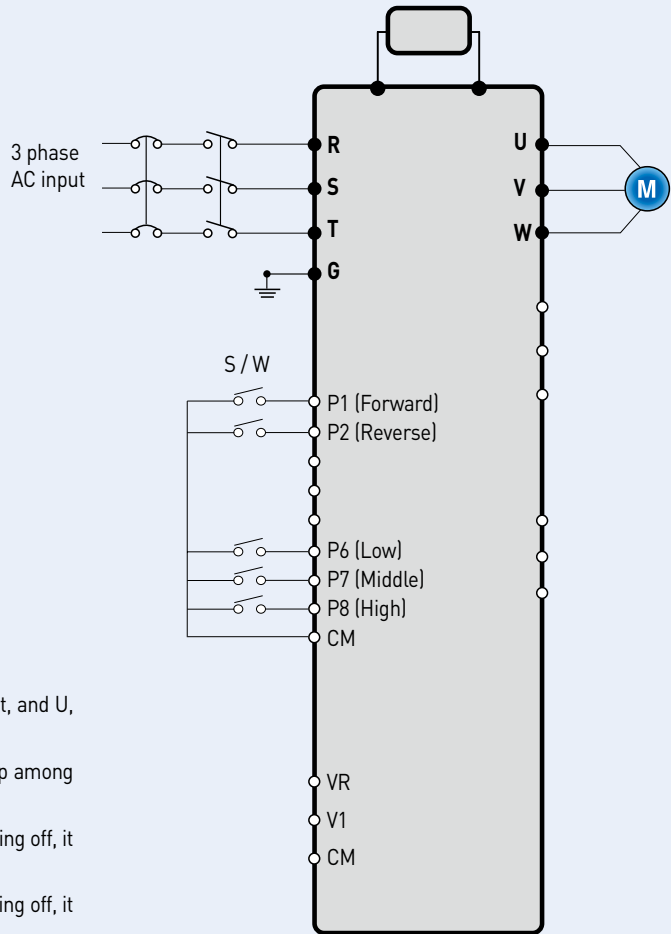 3 phase
AC input
R
S
T
G
U
V
W
M
S / W
P1 (Forward)
P2 (Reverse)
P6 (Low)
P7 (Middle)
P8 (High)
CM
VR
V1
CM
t, and U,
p among
ing off, it
ing off, it